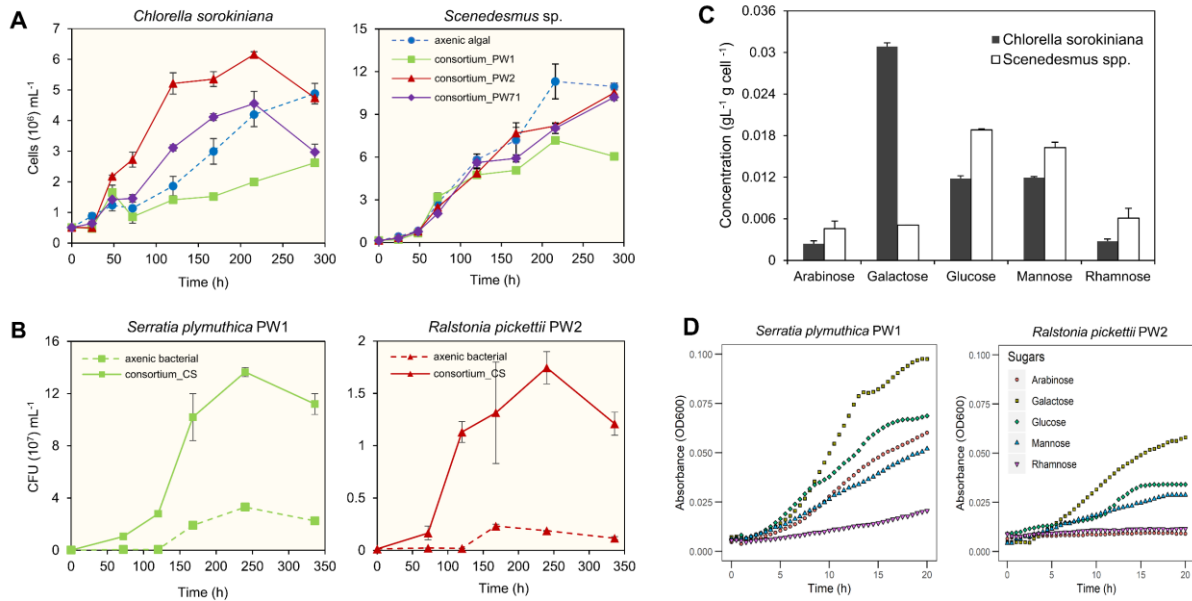 A
Chlorella sorokiniana
Cells (10⁶) mL⁻¹
7
6
5
4
3
2
1
0
0 50 100 150 200 250 300
Time (h)
Scenedesmus sp.
axenic algal
consortium_PW1
consortium_PW2
consortium_PW71
15
12
9
6
3
0
0 50 100 150 200 250 300
Time (h)
C
Concentration (gL⁻¹ g cell ⁻¹)
0.036
0.03
0.024
0.018
0.012
0.006
0
Chlorella sorokiniana
Scenedesmus spp.
Arabinose Galactose Glucose Mannose Rhamnose
B
Serratia plymuthica PW1
CFU (10⁷) mL⁻¹
axenic bacterial
consortium_CS
16
12
8
4
0
0 50 100 150 200 250 300 350
Time (h)
Ralstonia pickettii PW2
axenic bacterial
consortium_CS
2
1.5
1
0.5
0
0 50 100 150 200 250 300 350
Time (h)
D
Serratia plymuthica PW1
Absorbance (OD600)
0.100
0.075
0.050
0.025
0.000
0 5 10 15 20
Time (h)
Ralstonia pickettii PW2
Absorbance (OD600)
0.100
0.075
0.050
0.025
0.000
Sugars
Arabinose
Galactose
Glucose
Mannose
Rhamnose
0 5 10 15 20
Time (h)